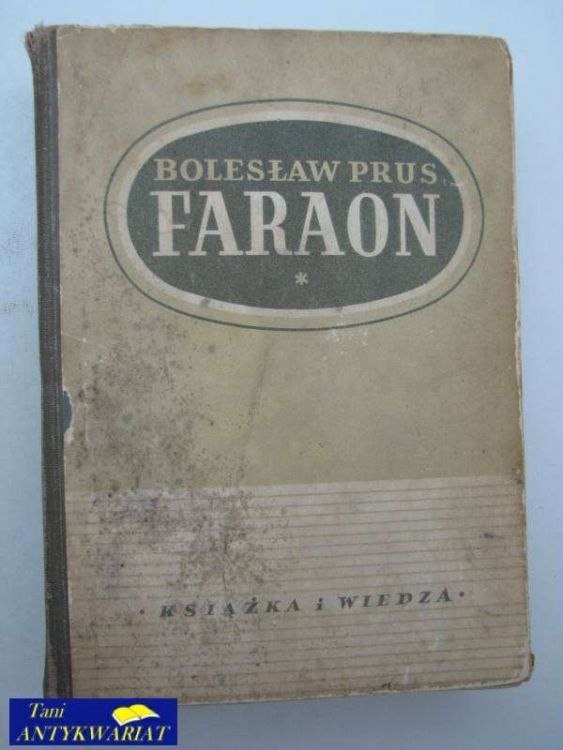 BOLESŁAW PRUS
FARAON
*
· KSIĄŻKA i WIEDZA ·
Tani
ANTYKWARIAT